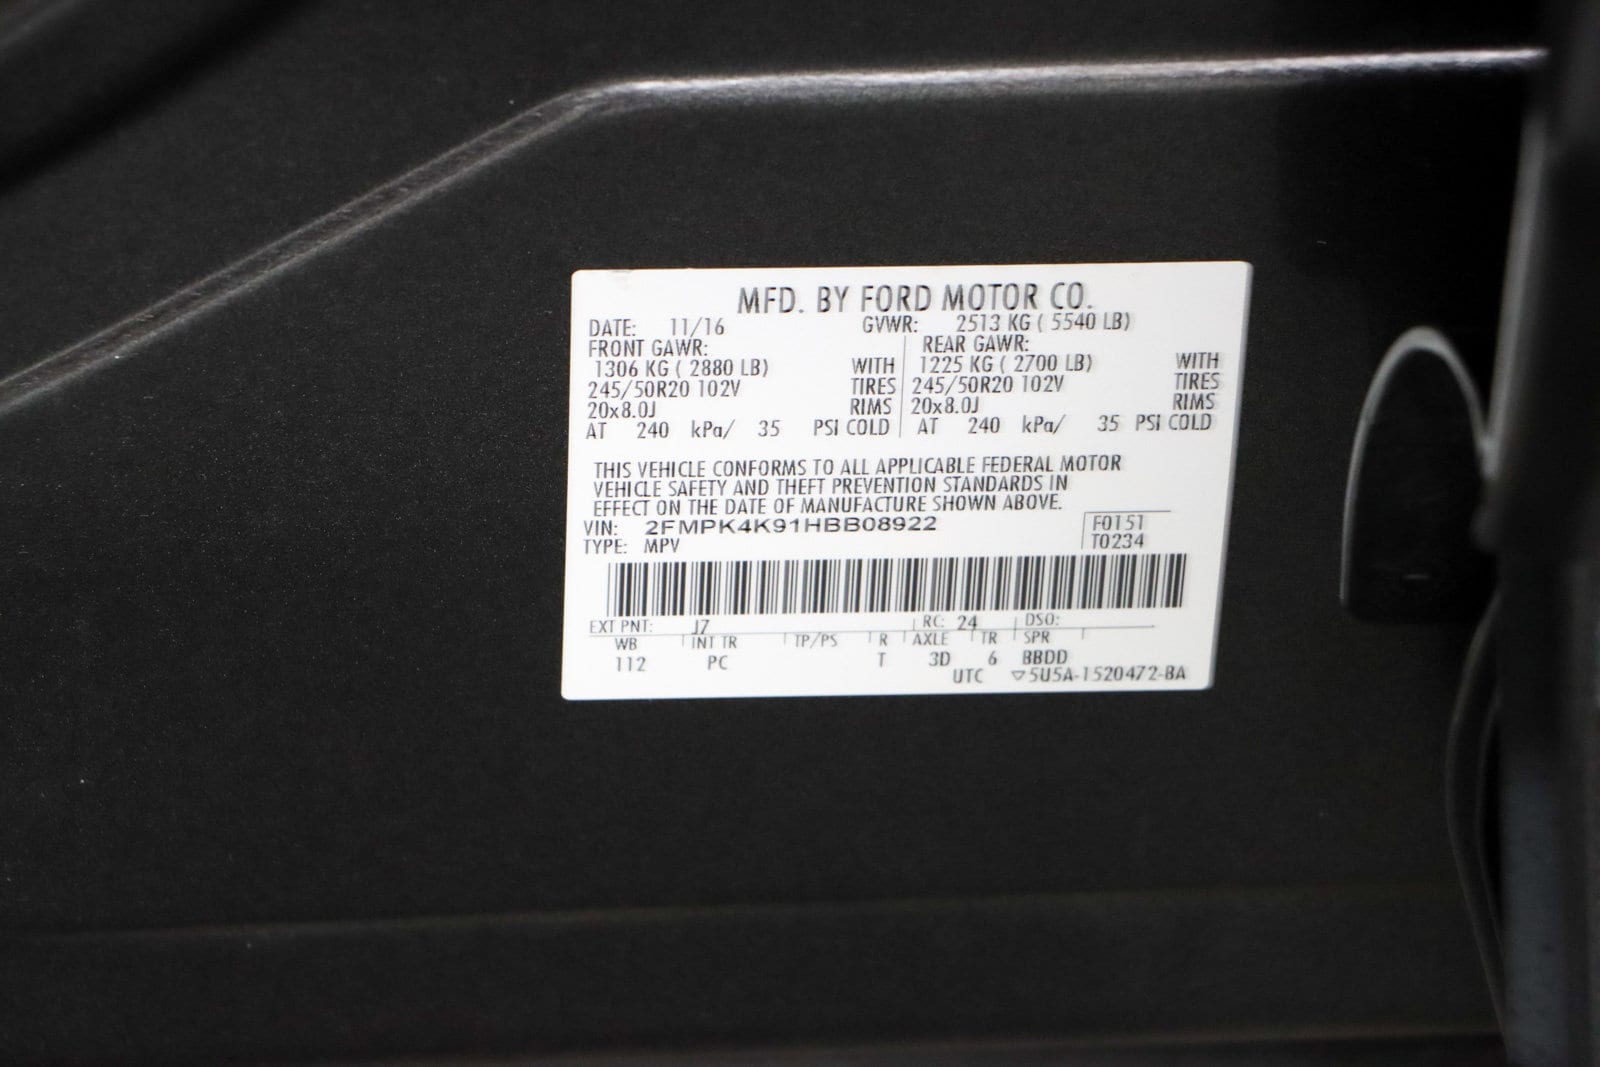 MFD. BY FORD MOTOR CO.
DATE: 11/16 GVWR: 2513 KG ( 5540 LB)
FRONT GAWR: REAR GAWR:
1306 KG ( 2880 LB) WITH 1225 KG ( 2700 LB) WITH
245/50R20 102V TIRES 245/50R20 102V TIRES
20x8.0J RIMS 20x8.0J RIMS
AT 240 kPa/ 35 PSI COLD AT 240 kPa/ 35 PSI COLD
THIS VEHICLE CONFORMS TO ALL APPLICABLE FEDERAL MOTOR
VEHICLE SAFETY AND THEFT PREVENTION STANDARDS IN
EFFECT ON THE DATE OF MANUFACTURE SHOWN ABOVE.
VIN: 2FMPK4K91HBB08922 F0151
TYPE: MPV T0234
EXT PNT: J7 RC: 24 DSO:
WB INT TR TP/PS R AXLE TR SPR
112 PC T 3D 6 BBDD
UTC ▽5U5A-1520472-BA